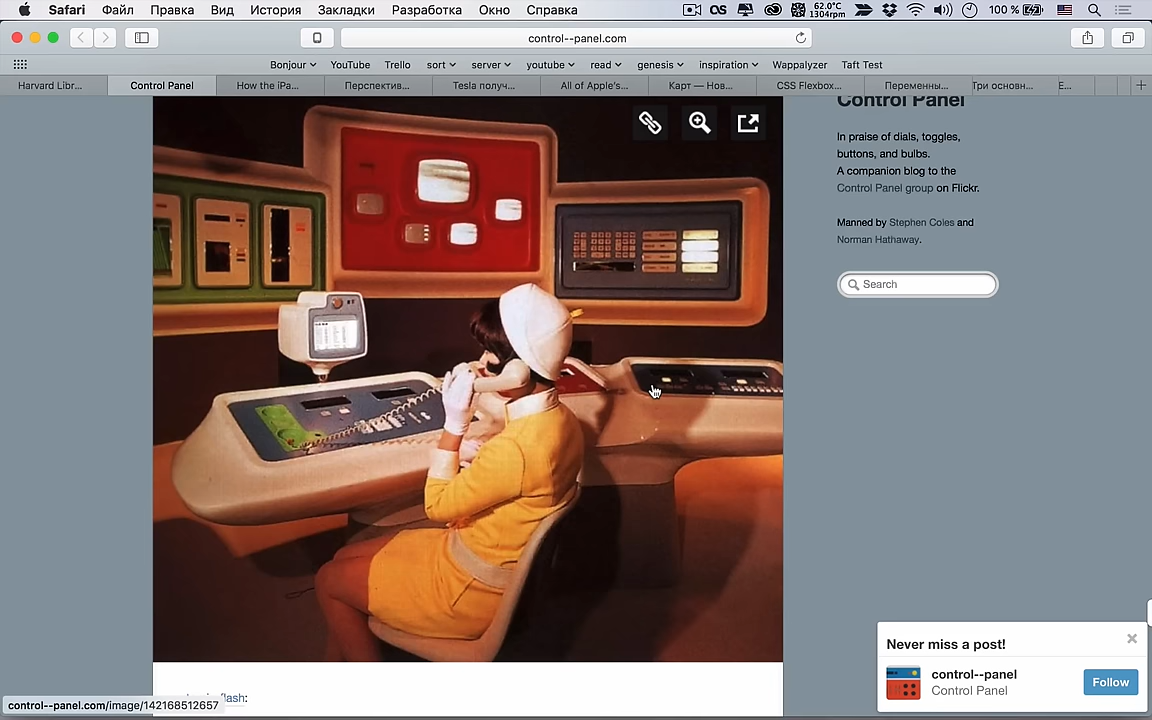 Safari Файл Правка Вид История Закладки Разработка Окно Справка
OS 62.0°C 1304rpm 100 %
control--panel.com
Bonjour YouTube Trello sort server youtube read genesis inspiration Wappalyzer Taft Test
Harvard Libr... Control Panel How the iPa... Перспектив... Tesla получ... All of Apple's... Карт — Нов... CSS Flexbox... Переменны... Три основн... Е...
Control Panel
In praise of dials, toggles,
buttons, and bulbs.
A companion blog to the
Control Panel group on Flickr.
Manned by Stephen Coles and
Norman Hathaway.
Search
Never miss a post!
control--panel
Control Panel
Follow
control--panel.com/image/142168512657